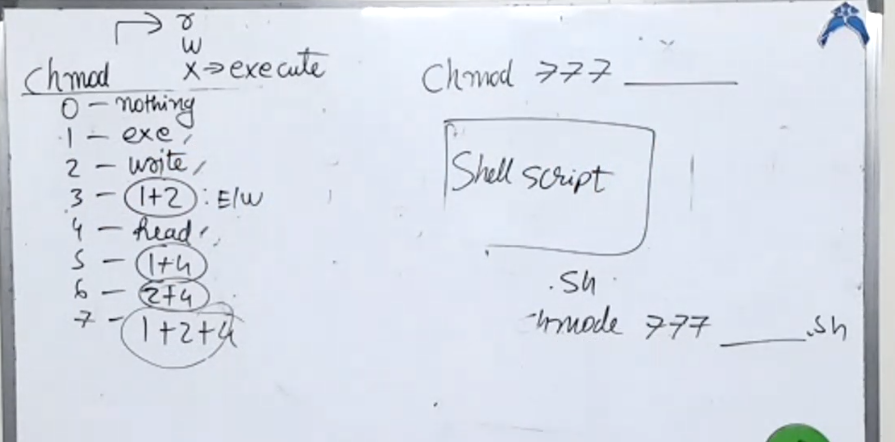 r
w
Chmod x⇒execute
0 - nothing
1 - exe
2 - write
3 - 1+2 : E/W
4 - Read
5 - 1+4
6 - 2+4
7 - 1+2+4
Chmod 777 ______
Shell script
.sh
777 ______.sh